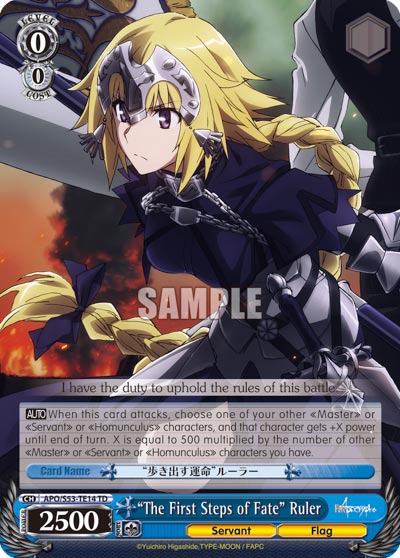 LEVEL
0
0
COST
SAMPLE
I have the duty to uphold the rules of this battle.
AUTO When this card attacks, choose one of your other «Master» or
«Servant» or «Homunculus» characters, and that character gets +X power
until end of turn. X is equal to 500 multiplied by the number of other
«Master» or «Servant» or «Homunculus» characters you have.
Card Name
“歩き出す運命”ルーラー
CH APO/S53-TE14 TD
“The First Steps of Fate” Ruler
POWER
2500
Servant
Flag
©Yuichiro Higashide,TYPE-MOON / FAPC